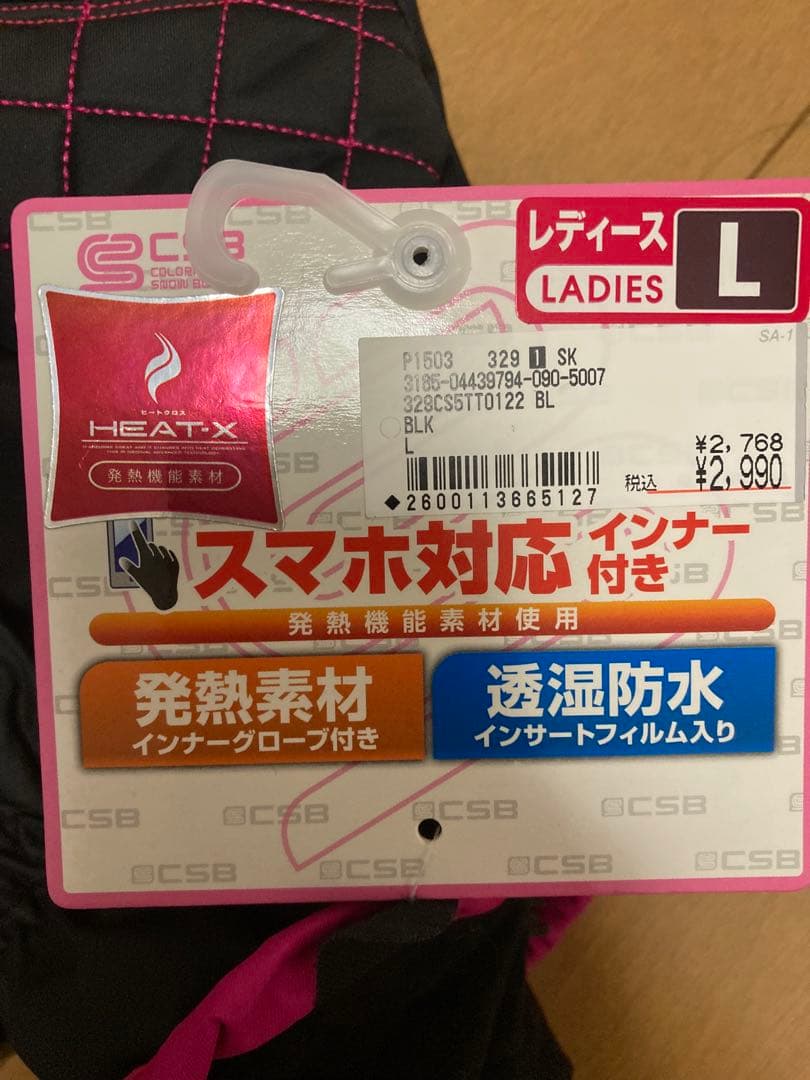 CSB
レディース
LADIES
L
SA-1
P1503 329 1 SK
3185-04439794-090-5007
328CS5TT0122 BL
BLK
L
¥2,768
税込 ¥2,990
◆2600113665127
ヒートクロス
HEAT-X
発熱機能素材
スマホ対応 インナー付き
発熱機能素材使用
発熱素材
インナーグローブ付き
透湿防水
インサートフィルム入り
CSB CSB CSB CSB
CSB CSB CSB CSB